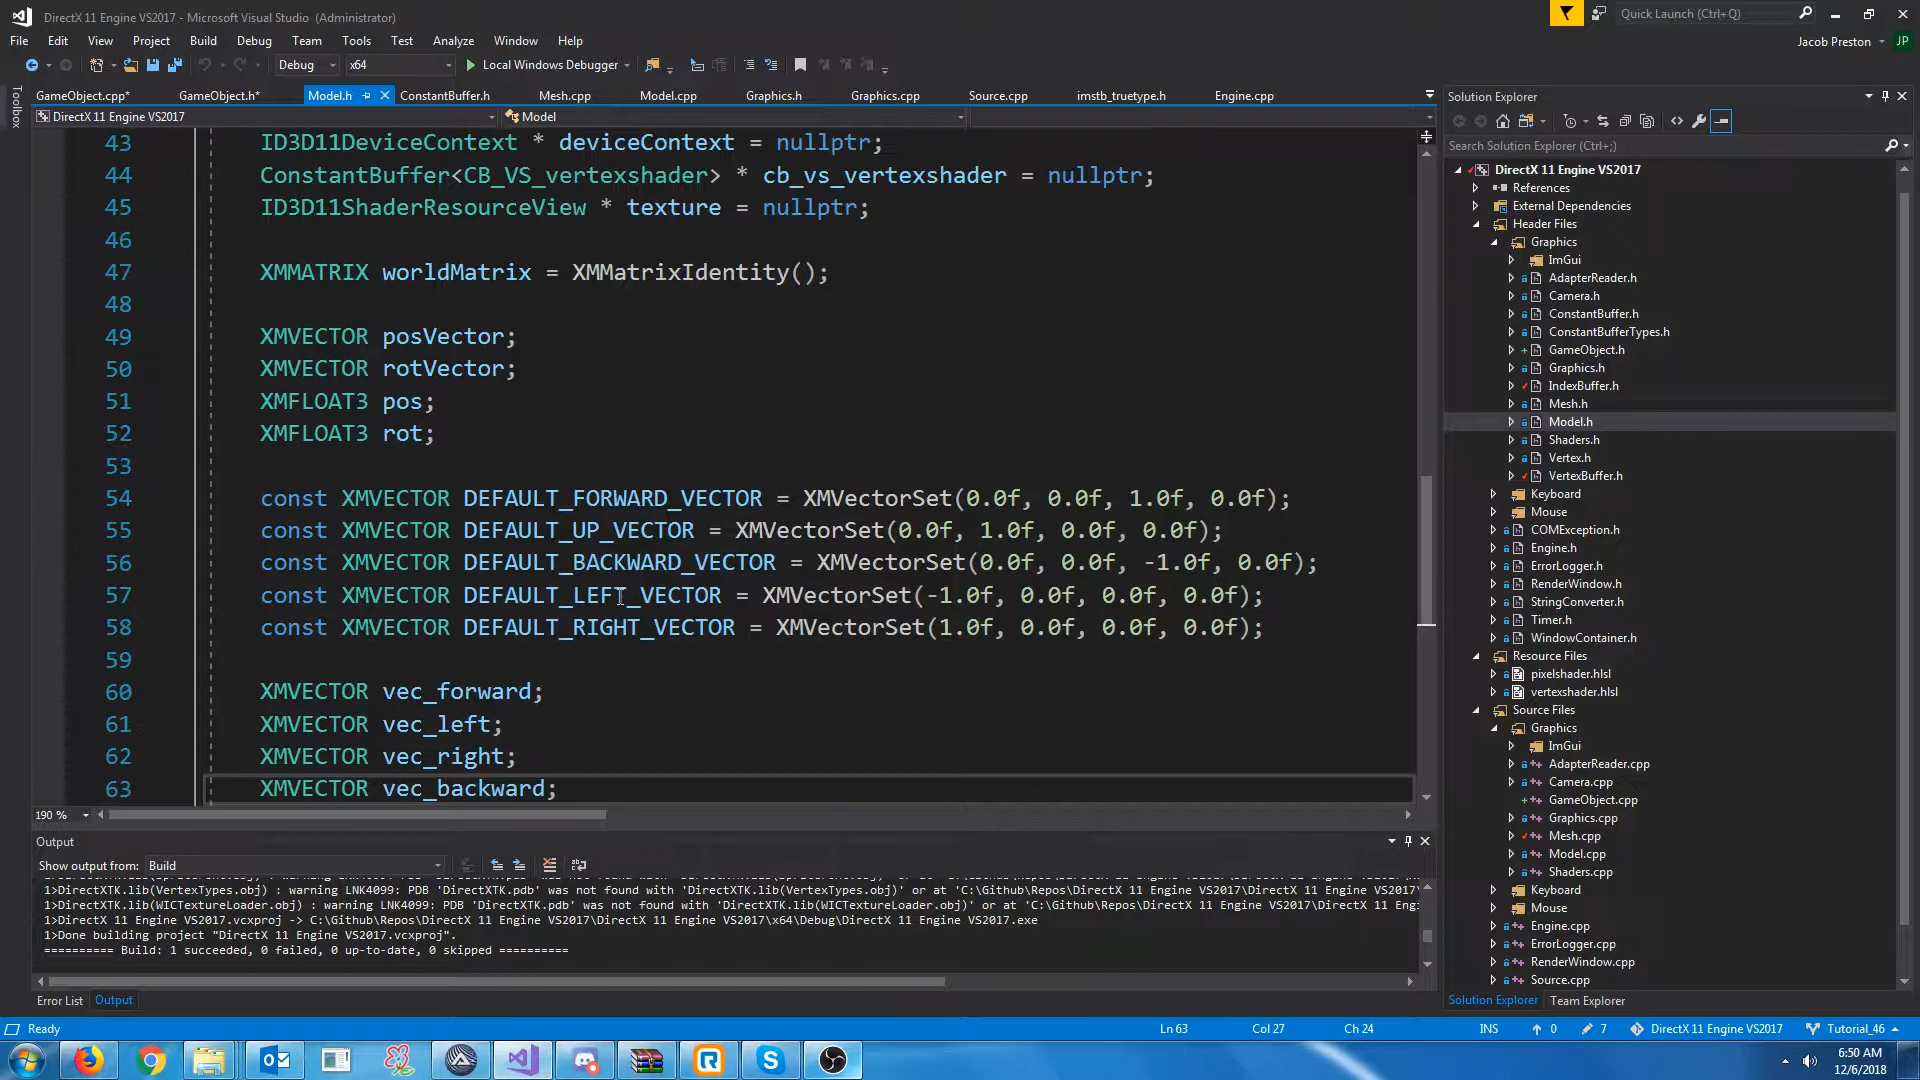 DirectX 11 Engine VS2017 - Microsoft Visual Studio (Administrator)
Quick Launch (Ctrl+Q)
File Edit View Project Build Debug Team Tools Test Analyze Window Help
Jacob Preston JP
Debug x64 Local Windows Debugger
Toolbox
GameObject.cpp* GameObject.h* Model.h ConstantBuffer.h Mesh.cpp Model.cpp Graphics.h Graphics.cpp Source.cpp imstb_truetype.h Engine.cpp
DirectX 11 Engine VS2017 Model
43 ID3D11DeviceContext * deviceContext = nullptr;
44 ConstantBuffer<CB_VS_vertexshader> * cb_vs_vertexshader = nullptr;
45 ID3D11ShaderResourceView * texture = nullptr;
46
47 XMMATRIX worldMatrix = XMMatrixIdentity();
48
49 XMVECTOR posVector;
50 XMVECTOR rotVector;
51 XMFLOAT3 pos;
52 XMFLOAT3 rot;
53
54 const XMVECTOR DEFAULT_FORWARD_VECTOR = XMVectorSet(0.0f, 0.0f, 1.0f, 0.0f);
55 const XMVECTOR DEFAULT_UP_VECTOR = XMVectorSet(0.0f, 1.0f, 0.0f, 0.0f);
56 const XMVECTOR DEFAULT_BACKWARD_VECTOR = XMVectorSet(0.0f, 0.0f, -1.0f, 0.0f);
57 const XMVECTOR DEFAULT_LEFT_VECTOR = XMVectorSet(-1.0f, 0.0f, 0.0f, 0.0f);
58 const XMVECTOR DEFAULT_RIGHT_VECTOR = XMVectorSet(1.0f, 0.0f, 0.0f, 0.0f);
59
60 XMVECTOR vec_forward;
61 XMVECTOR vec_left;
62 XMVECTOR vec_right;
63 XMVECTOR vec_backward;
190 %
Output
Show output from: Build
1>DirectXTK.lib(VertexTypes.obj) : warning LNK4099: PDB 'DirectXTK.pdb' was not found with 'DirectXTK.lib(VertexTypes.obj)' or at 'C:\Github\Repos\DirectX 11 Engine VS2017\DirectX 11 Engine VS2017
1>DirectXTK.lib(WICTextureLoader.obj) : warning LNK4099: PDB 'DirectXTK.pdb' was not found with 'DirectXTK.lib(WICTextureLoader.obj)' or at 'C:\Github\Repos\DirectX 11 Engine VS2017\DirectX 11 Engi
1>DirectX 11 Engine VS2017.vcxproj -> C:\Github\Repos\DirectX 11 Engine VS2017\DirectX 11 Engine VS2017\x64\Debug\DirectX 11 Engine VS2017.exe
1>Done building project "DirectX 11 Engine VS2017.vcxproj".
========== Build: 1 succeeded, 0 failed, 0 up-to-date, 0 skipped ==========
Error List Output
Solution Explorer
Search Solution Explorer (Ctrl+;)
DirectX 11 Engine VS2017
References
External Dependencies
Header Files
Graphics
ImGui
AdapterReader.h
Camera.h
ConstantBuffer.h
ConstantBufferTypes.h
GameObject.h
Graphics.h
IndexBuffer.h
Mesh.h
Model.h
Shaders.h
Vertex.h
VertexBuffer.h
Keyboard
Mouse
COMException.h
Engine.h
ErrorLogger.h
RenderWindow.h
StringConverter.h
Timer.h
WindowContainer.h
Resource Files
pixelshader.hlsl
vertexshader.hlsl
Source Files
Graphics
ImGui
AdapterReader.cpp
Camera.cpp
GameObject.cpp
Graphics.cpp
Mesh.cpp
Model.cpp
Shaders.cpp
Keyboard
Mouse
Engine.cpp
ErrorLogger.cpp
RenderWindow.cpp
Source.cpp
Solution Explorer Team Explorer
Ready Ln 63 Col 27 Ch 24 INS 0 7 DirectX 11 Engine VS2017 Tutorial_46
6:50 AM
12/6/2018